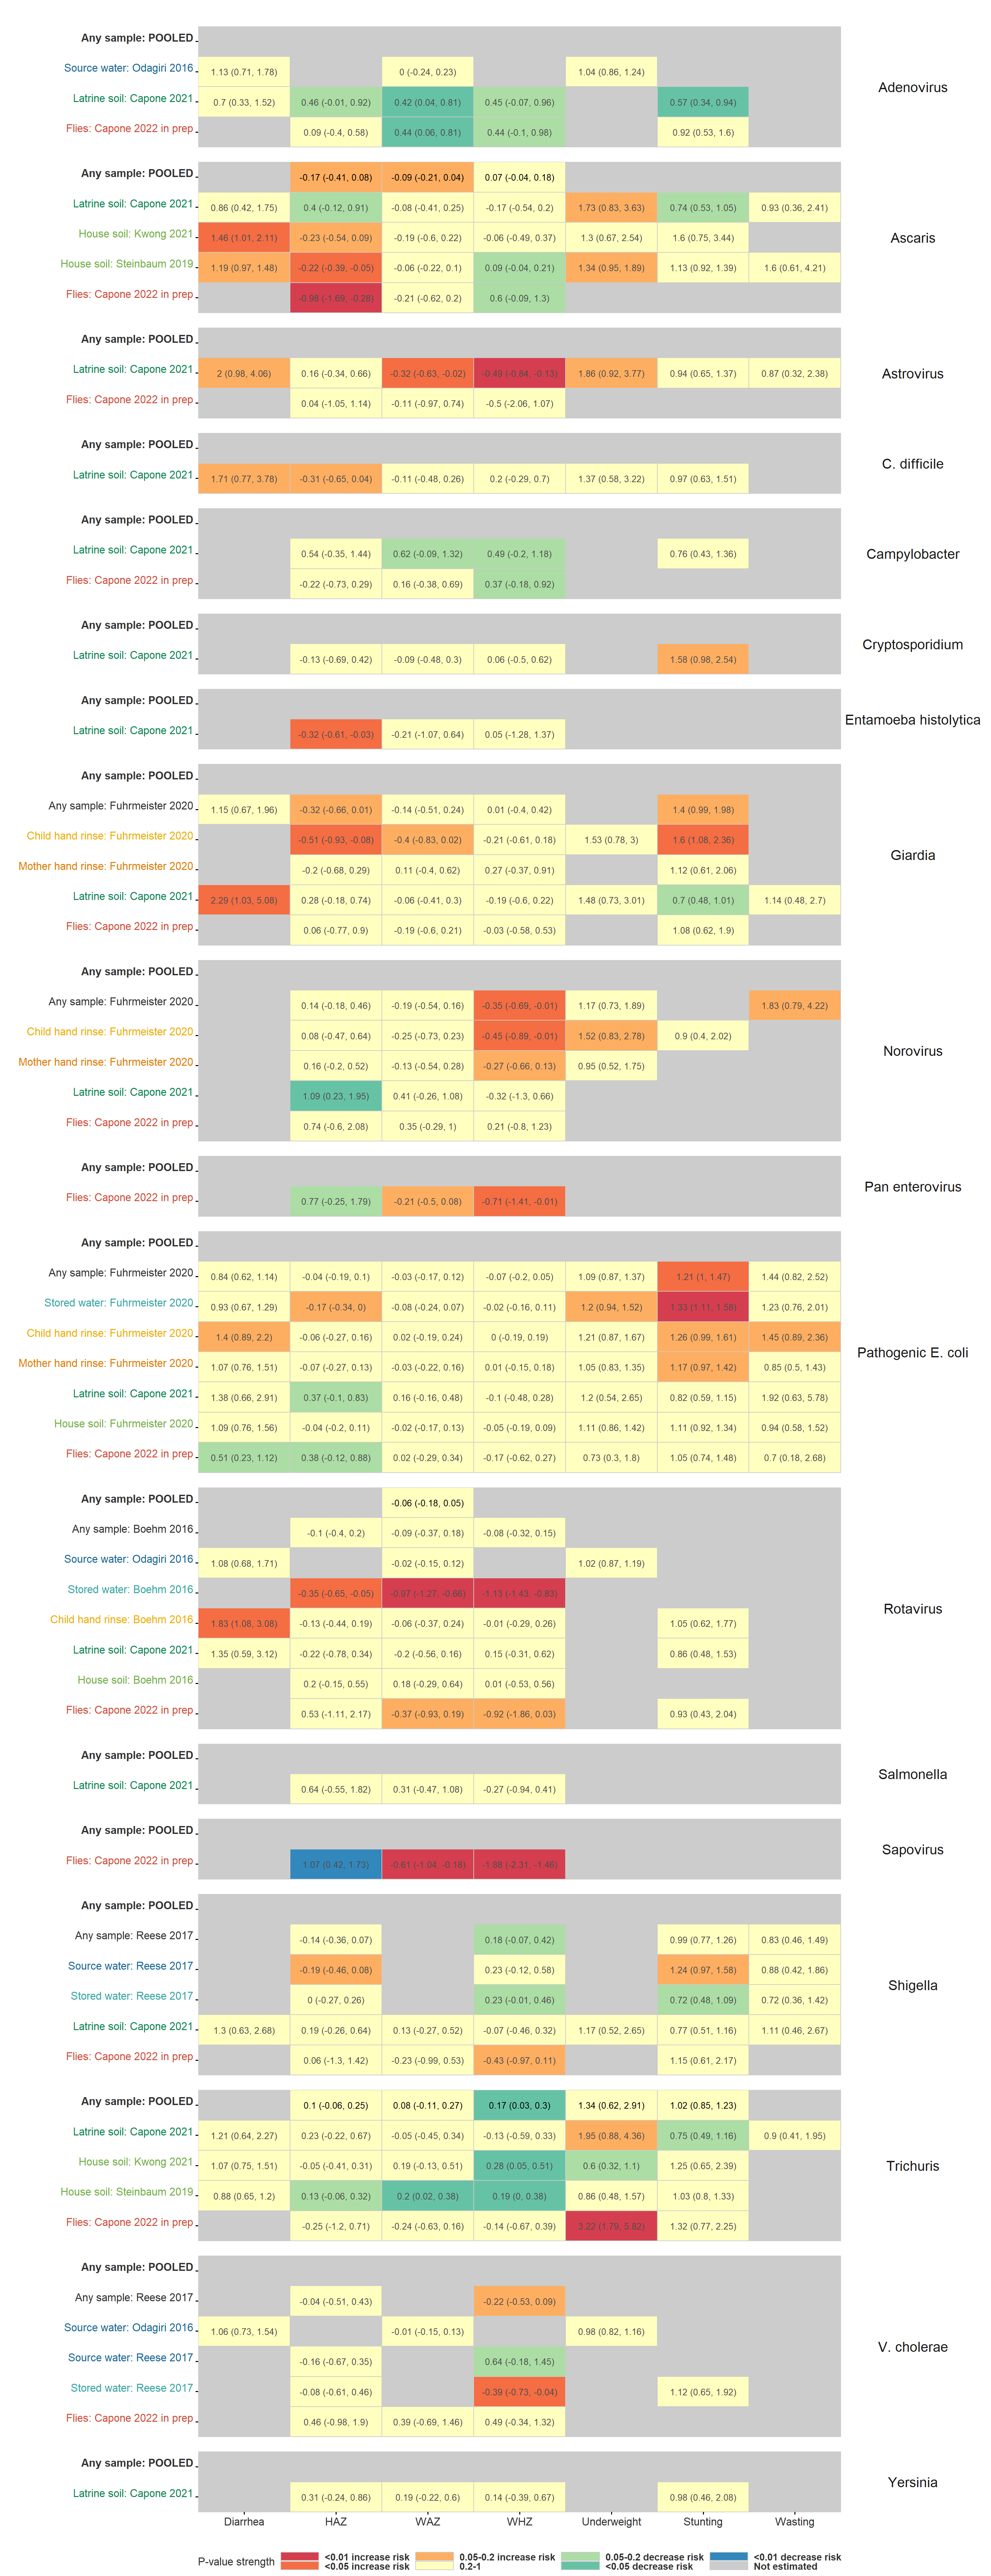 Any sample: POOLED
Source water: Odagiri 2016 1.13 (0.71, 1.78) 0 (-0.24, 0.23) 1.04 (0.86, 1.24)
Adenovirus
Latrine soil: Capone 2021 0.7 (0.33, 1.52) 0.46 (-0.01, 0.92) 0.42 (0.04, 0.81) 0.45 (-0.07, 0.96) 0.57 (0.34, 0.94)
Flies: Capone 2022 in prep 0.09 (-0.4, 0.58) 0.44 (0.06, 0.81) 0.44 (-0.1, 0.98) 0.92 (0.53, 1.6)
Any sample: POOLED -0.17 (-0.41, 0.08) -0.09 (-0.21, 0.04) 0.07 (-0.04, 0.18)
Latrine soil: Capone 2021 0.86 (0.42, 1.75) 0.4 (-0.12, 0.91) -0.08 (-0.41, 0.25) -0.17 (-0.54, 0.2) 1.73 (0.83, 3.63) 0.74 (0.53, 1.05) 0.93 (0.36, 2.41)
House soil: Kwong 2021 1.46 (1.01, 2.11) -0.23 (-0.54, 0.09) -0.19 (-0.6, 0.22) -0.06 (-0.49, 0.37) 1.3 (0.67, 2.54) 1.6 (0.75, 3.44)
Ascaris
House soil: Steinbaum 2019 1.19 (0.97, 1.48) -0.22 (-0.39, -0.05) -0.06 (-0.22, 0.1) 0.09 (-0.04, 0.21) 1.34 (0.95, 1.89) 1.13 (0.92, 1.39) 1.6 (0.61, 4.21)
Flies: Capone 2022 in prep -0.98 (-1.69, -0.28) -0.21 (-0.62, 0.2) 0.6 (-0.09, 1.3)
Any sample: POOLED
Latrine soil: Capone 2021 2 (0.98, 4.06) 0.16 (-0.34, 0.66) -0.32 (-0.63, -0.02) -0.48 (-0.84, -0.13) 1.86 (0.92, 3.77) 0.94 (0.65, 1.37) 0.87 (0.32, 2.38)
Astrovirus
Flies: Capone 2022 in prep 0.04 (-1.05, 1.14) -0.11 (-0.97, 0.74) -0.5 (-2.06, 1.07)
Any sample: POOLED
C. difficile
Latrine soil: Capone 2021 1.71 (0.77, 3.78) -0.31 (-0.65, 0.04) -0.11 (-0.48, 0.26) 0.2 (-0.29, 0.7) 1.37 (0.58, 3.22) 0.97 (0.63, 1.51)
Any sample: POOLED
Latrine soil: Capone 2021 0.54 (-0.35, 1.44) 0.62 (-0.09, 1.32) 0.49 (-0.2, 1.18) 0.76 (0.43, 1.36)
Campylobacter
Flies: Capone 2022 in prep -0.22 (-0.73, 0.29) 0.16 (-0.38, 0.69) 0.37 (-0.18, 0.92)
Any sample: POOLED
Cryptosporidium
Latrine soil: Capone 2021 -0.13 (-0.69, 0.42) -0.09 (-0.48, 0.3) 0.06 (-0.5, 0.62) 1.58 (0.98, 2.54)
Any sample: POOLED
Entamoeba histolytica
Latrine soil: Capone 2021 -0.32 (-0.61, -0.03) -0.21 (-1.07, 0.64) 0.05 (-1.28, 1.37)
Any sample: POOLED
Any sample: Fuhrmeister 2020 1.15 (0.67, 1.96) -0.32 (-0.66, 0.01) -0.14 (-0.51, 0.24) 0.01 (-0.4, 0.42) 1.4 (0.99, 1.98)
Child hand rinse: Fuhrmeister 2020 -0.51 (-0.93, -0.08) -0.4 (-0.83, 0.02) -0.21 (-0.61, 0.18) 1.53 (0.78, 3) 1.6 (1.08, 2.36)
Giardia
Mother hand rinse: Fuhrmeister 2020 -0.2 (-0.68, 0.29) 0.11 (-0.4, 0.62) 0.27 (-0.37, 0.91) 1.12 (0.61, 2.06)
Latrine soil: Capone 2021 2.29 (1.03, 5.08) 0.28 (-0.18, 0.74) -0.06 (-0.41, 0.3) -0.19 (-0.6, 0.22) 1.48 (0.73, 3.01) 0.7 (0.48, 1.01) 1.14 (0.48, 2.7)
Flies: Capone 2022 in prep 0.06 (-0.77, 0.9) -0.19 (-0.6, 0.21) -0.03 (-0.58, 0.53) 1.08 (0.62, 1.9)
Any sample: POOLED
Any sample: Fuhrmeister 2020 0.14 (-0.18, 0.46) -0.19 (-0.54, 0.16) -0.35 (-0.69, -0.01) 1.17 (0.73, 1.89) 1.83 (0.79, 4.22)
Child hand rinse: Fuhrmeister 2020 0.08 (-0.47, 0.64) -0.25 (-0.73, 0.23) -0.45 (-0.89, -0.01) 1.52 (0.83, 2.78) 0.9 (0.4, 2.02)
Norovirus
Mother hand rinse: Fuhrmeister 2020 0.16 (-0.2, 0.52) -0.13 (-0.54, 0.28) -0.27 (-0.66, 0.13) 0.95 (0.52, 1.75)
Latrine soil: Capone 2021 1.09 (0.23, 1.95) 0.41 (-0.26, 1.08) -0.32 (-1.3, 0.66)
Flies: Capone 2022 in prep 0.74 (-0.6, 2.08) 0.35 (-0.29, 1) 0.21 (-0.8, 1.23)
Any sample: POOLED
Pan enterovirus
Flies: Capone 2022 in prep 0.77 (-0.25, 1.79) -0.21 (-0.5, 0.08) -0.71 (-1.41, -0.01)
Any sample: POOLED
Any sample: Fuhrmeister 2020 0.84 (0.62, 1.14) -0.04 (-0.19, 0.1) -0.03 (-0.17, 0.12) -0.07 (-0.2, 0.05) 1.09 (0.87, 1.37) 1.21 (1, 1.47) 1.44 (0.82, 2.52)
Stored water: Fuhrmeister 2020 0.93 (0.67, 1.29) -0.17 (-0.34, 0) -0.08 (-0.24, 0.07) -0.02 (-0.16, 0.11) 1.2 (0.94, 1.52) 1.33 (1.11, 1.58) 1.23 (0.76, 2.01)
Child hand rinse: Fuhrmeister 2020 1.4 (0.89, 2.2) -0.06 (-0.27, 0.16) 0.02 (-0.19, 0.24) 0 (-0.19, 0.19) 1.21 (0.87, 1.67) 1.26 (0.99, 1.61) 1.45 (0.89, 2.36)
Pathogenic E. coli
Mother hand rinse: Fuhrmeister 2020 1.07 (0.76, 1.51) -0.07 (-0.27, 0.13) -0.03 (-0.22, 0.16) 0.01 (-0.15, 0.18) 1.05 (0.83, 1.35) 1.17 (0.97, 1.42) 0.85 (0.5, 1.43)
Latrine soil: Capone 2021 1.38 (0.66, 2.91) 0.37 (-0.1, 0.83) 0.16 (-0.16, 0.48) -0.1 (-0.48, 0.28) 1.2 (0.54, 2.65) 0.82 (0.59, 1.15) 1.92 (0.63, 5.78)
House soil: Fuhrmeister 2020 1.09 (0.76, 1.56) -0.04 (-0.2, 0.11) -0.02 (-0.17, 0.13) -0.05 (-0.19, 0.09) 1.11 (0.86, 1.42) 1.11 (0.92, 1.34) 0.94 (0.58, 1.52)
Flies: Capone 2022 in prep 0.51 (0.23, 1.12) 0.38 (-0.12, 0.88) 0.02 (-0.29, 0.34) -0.17 (-0.62, 0.27) 0.73 (0.3, 1.8) 1.05 (0.74, 1.48) 0.7 (0.18, 2.68)
Any sample: POOLED -0.06 (-0.18, 0.05)
Any sample: Boehm 2016 -0.1 (-0.4, 0.2) -0.09 (-0.37, 0.18) -0.08 (-0.32, 0.15)
Source water: Odagiri 2016 1.08 (0.68, 1.71) -0.02 (-0.15, 0.12) 1.02 (0.87, 1.19)
Stored water: Boehm 2016 -0.35 (-0.65, -0.05) -0.97 (-1.27, -0.66) -1.13 (-1.43, -0.83)
Rotavirus
Child hand rinse: Boehm 2016 1.83 (1.08, 3.08) -0.13 (-0.44, 0.19) -0.06 (-0.37, 0.24) -0.01 (-0.29, 0.26) 1.05 (0.62, 1.77)
Latrine soil: Capone 2021 1.35 (0.59, 3.12) -0.22 (-0.78, 0.34) -0.2 (-0.56, 0.16) 0.15 (-0.31, 0.62) 0.86 (0.48, 1.53)
House soil: Boehm 2016 0.2 (-0.15, 0.55) 0.18 (-0.29, 0.64) 0.01 (-0.53, 0.56)
Flies: Capone 2022 in prep 0.53 (-1.11, 2.17) -0.37 (-0.93, 0.19) -0.92 (-1.86, 0.03) 0.93 (0.43, 2.04)
Any sample: POOLED
Salmonella
Latrine soil: Capone 2021 0.64 (-0.55, 1.82) 0.31 (-0.47, 1.08) -0.27 (-0.94, 0.41)
Any sample: POOLED
Sapovirus
Flies: Capone 2022 in prep 1.07 (0.42, 1.73) -0.61 (-1.04, -0.18) -1.88 (-2.31, -1.46)
Any sample: POOLED
Any sample: Reese 2017 -0.14 (-0.36, 0.07) 0.18 (-0.07, 0.42) 0.99 (0.77, 1.26) 0.83 (0.46, 1.49)
Source water: Reese 2017 -0.19 (-0.46, 0.08) 0.23 (-0.12, 0.58) 1.24 (0.97, 1.58) 0.88 (0.42, 1.86)
Shigella
Stored water: Reese 2017 0 (-0.27, 0.26) 0.23 (-0.01, 0.46) 0.72 (0.48, 1.09) 0.72 (0.36, 1.42)
Latrine soil: Capone 2021 1.3 (0.63, 2.68) 0.19 (-0.26, 0.64) 0.13 (-0.27, 0.52) -0.07 (-0.46, 0.32) 1.17 (0.52, 2.65) 0.77 (0.51, 1.16) 1.11 (0.46, 2.67)
Flies: Capone 2022 in prep 0.06 (-1.3, 1.42) -0.23 (-0.99, 0.53) -0.43 (-0.97, 0.11) 1.15 (0.61, 2.17)
Any sample: POOLED 0.1 (-0.06, 0.25) 0.08 (-0.11, 0.27) 0.17 (0.03, 0.3) 1.34 (0.62, 2.91) 1.02 (0.85, 1.23)
Latrine soil: Capone 2021 1.21 (0.64, 2.27) 0.23 (-0.22, 0.67) -0.05 (-0.45, 0.34) -0.13 (-0.59, 0.33) 1.95 (0.88, 4.36) 0.75 (0.49, 1.16) 0.9 (0.41, 1.95)
House soil: Kwong 2021 1.07 (0.75, 1.51) -0.05 (-0.41, 0.31) 0.19 (-0.13, 0.51) 0.28 (0.05, 0.51) 0.6 (0.32, 1.1) 1.25 (0.65, 2.39)
Trichuris
House soil: Steinbaum 2019 0.88 (0.65, 1.2) 0.13 (-0.06, 0.32) 0.2 (0.02, 0.38) 0.19 (0, 0.38) 0.86 (0.48, 1.57) 1.03 (0.8, 1.33)
Flies: Capone 2022 in prep -0.25 (-1.2, 0.71) -0.24 (-0.63, 0.16) -0.14 (-0.67, 0.39) 3.22 (1.79, 5.82) 1.32 (0.77, 2.25)
Any sample: POOLED
Any sample: Reese 2017 -0.04 (-0.51, 0.43) -0.22 (-0.53, 0.09)
Source water: Odagiri 2016 1.06 (0.73, 1.54) -0.01 (-0.15, 0.13) 0.98 (0.82, 1.16)
V. cholerae
Source water: Reese 2017 -0.16 (-0.67, 0.35) 0.64 (-0.18, 1.45)
Stored water: Reese 2017 -0.08 (-0.61, 0.46) -0.39 (-0.73, -0.04) 1.12 (0.65, 1.92)
Flies: Capone 2022 in prep 0.46 (-0.98, 1.9) 0.39 (-0.69, 1.46) 0.49 (-0.34, 1.32)
Any sample: POOLED
Yersinia
Latrine soil: Capone 2021 0.31 (-0.24, 0.86) 0.19 (-0.22, 0.6) 0.14 (-0.39, 0.67) 0.98 (0.46, 2.08)
Diarrhea HAZ WAZ WHZ Underweight Stunting Wasting
P-value strength
<0.01 increase risk 0.05-0.2 increase risk 0.05-0.2 decrease risk <0.01 decrease risk
<0.05 increase risk 0.2-1 <0.05 decrease risk Not estimated